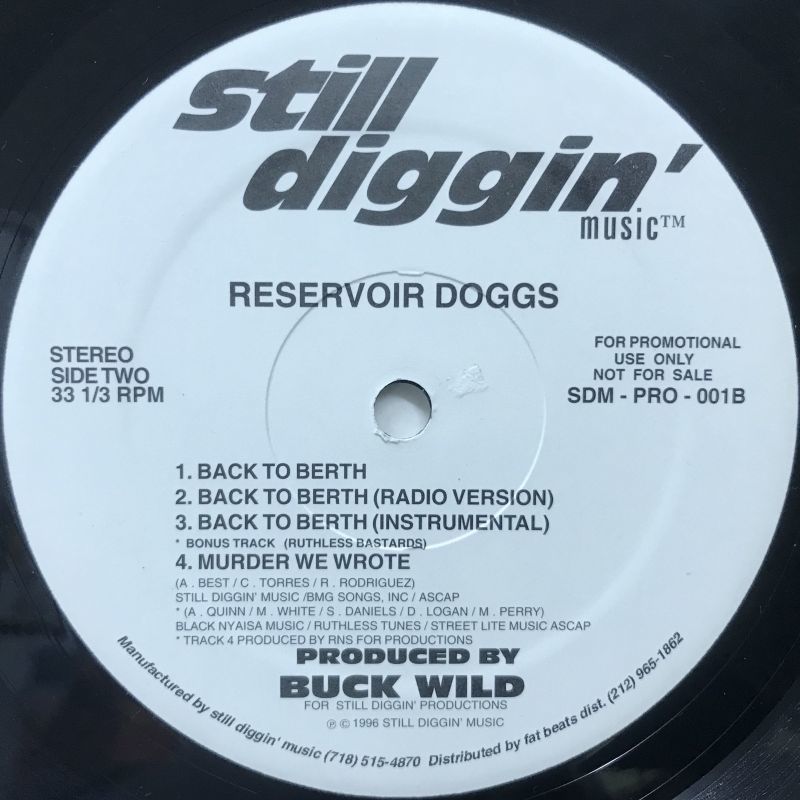 still
diggin'
music™
RESERVOIR DOGGS
STEREO
SIDE TWO
33 1/3 RPM
FOR PROMOTIONAL
USE ONLY
NOT FOR SALE
SDM - PRO - 001B
1. BACK TO BERTH
2. BACK TO BERTH (RADIO VERSION)
3. BACK TO BERTH (INSTRUMENTAL)
* BONUS TRACK (RUTHLESS BASTARDS)
4. MURDER WE WROTE
(A . BEST / C . TORRES / R . RODRIGUEZ)
STILL DIGGIN' MUSIC /BMG SONGS, INC / ASCAP
* (A . QUINN / M . WHITE / S . DANIELS / D . LOGAN / M . PERRY)
BLACK NYAISA MUSIC / RUTHLESS TUNES / STREET LITE MUSIC ASCAP
* TRACK 4 PRODUCED BY RNS FOR PRODUCTIONS
PRODUCED BY
BUCK WILD
FOR STILL DIGGIN' PRODUCTIONS
℗ © 1996 STILL DIGGIN' MUSIC
Manufactured by still diggin' music (718) 515-4870 Distributed by fat beats dist. (212) 965-1862